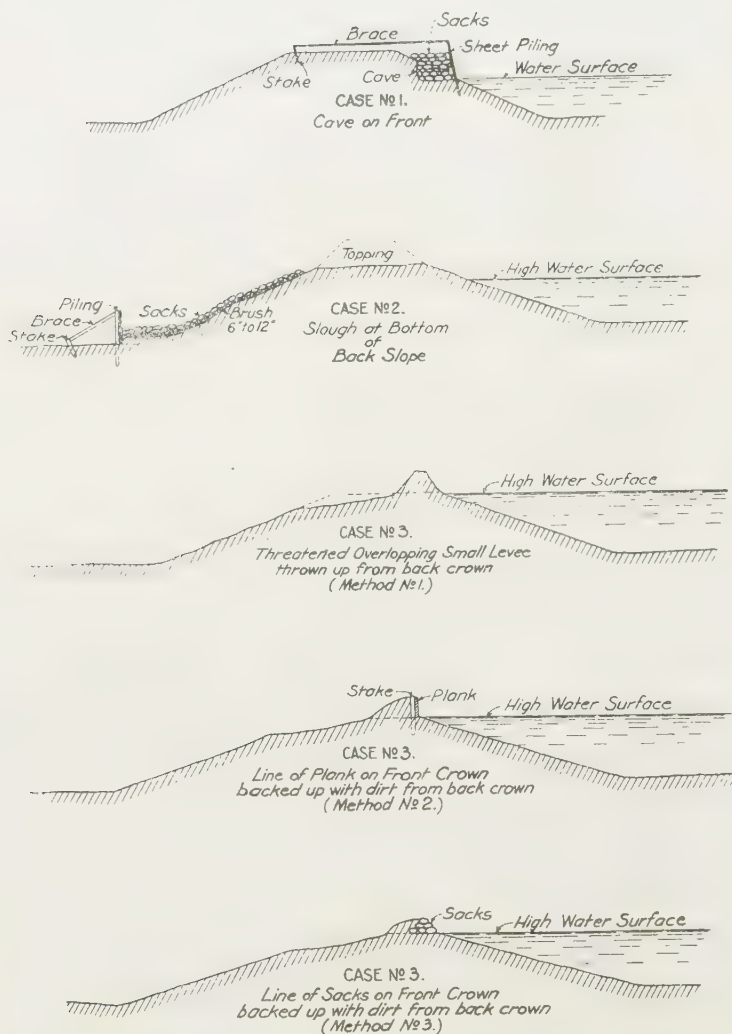 Sacks
Brace
Sheet Piling
Water Surface
Stake
Cave
CASE No 1.
Cave on Front
Topping
High Water Surface
Piling
Brace
Stake
Sacks
Brush
6" to 12"
CASE No 2.
Slough at Bottom
of
Back Slope
High Water Surface
CASE No 3.
Threatened Overlopping Small Levee
thrown up from back crown
(Method No 1.)
Stake
Plank
High Water Surface
CASE No 3.
Line of Plank on Front Crown
backed up with dirt from back crown
(Method No 2.)
Sacks
High Water Surface
CASE No 3.
Line of Sacks on Front Crown
backed up with dirt from back crown
(Method No 3.)